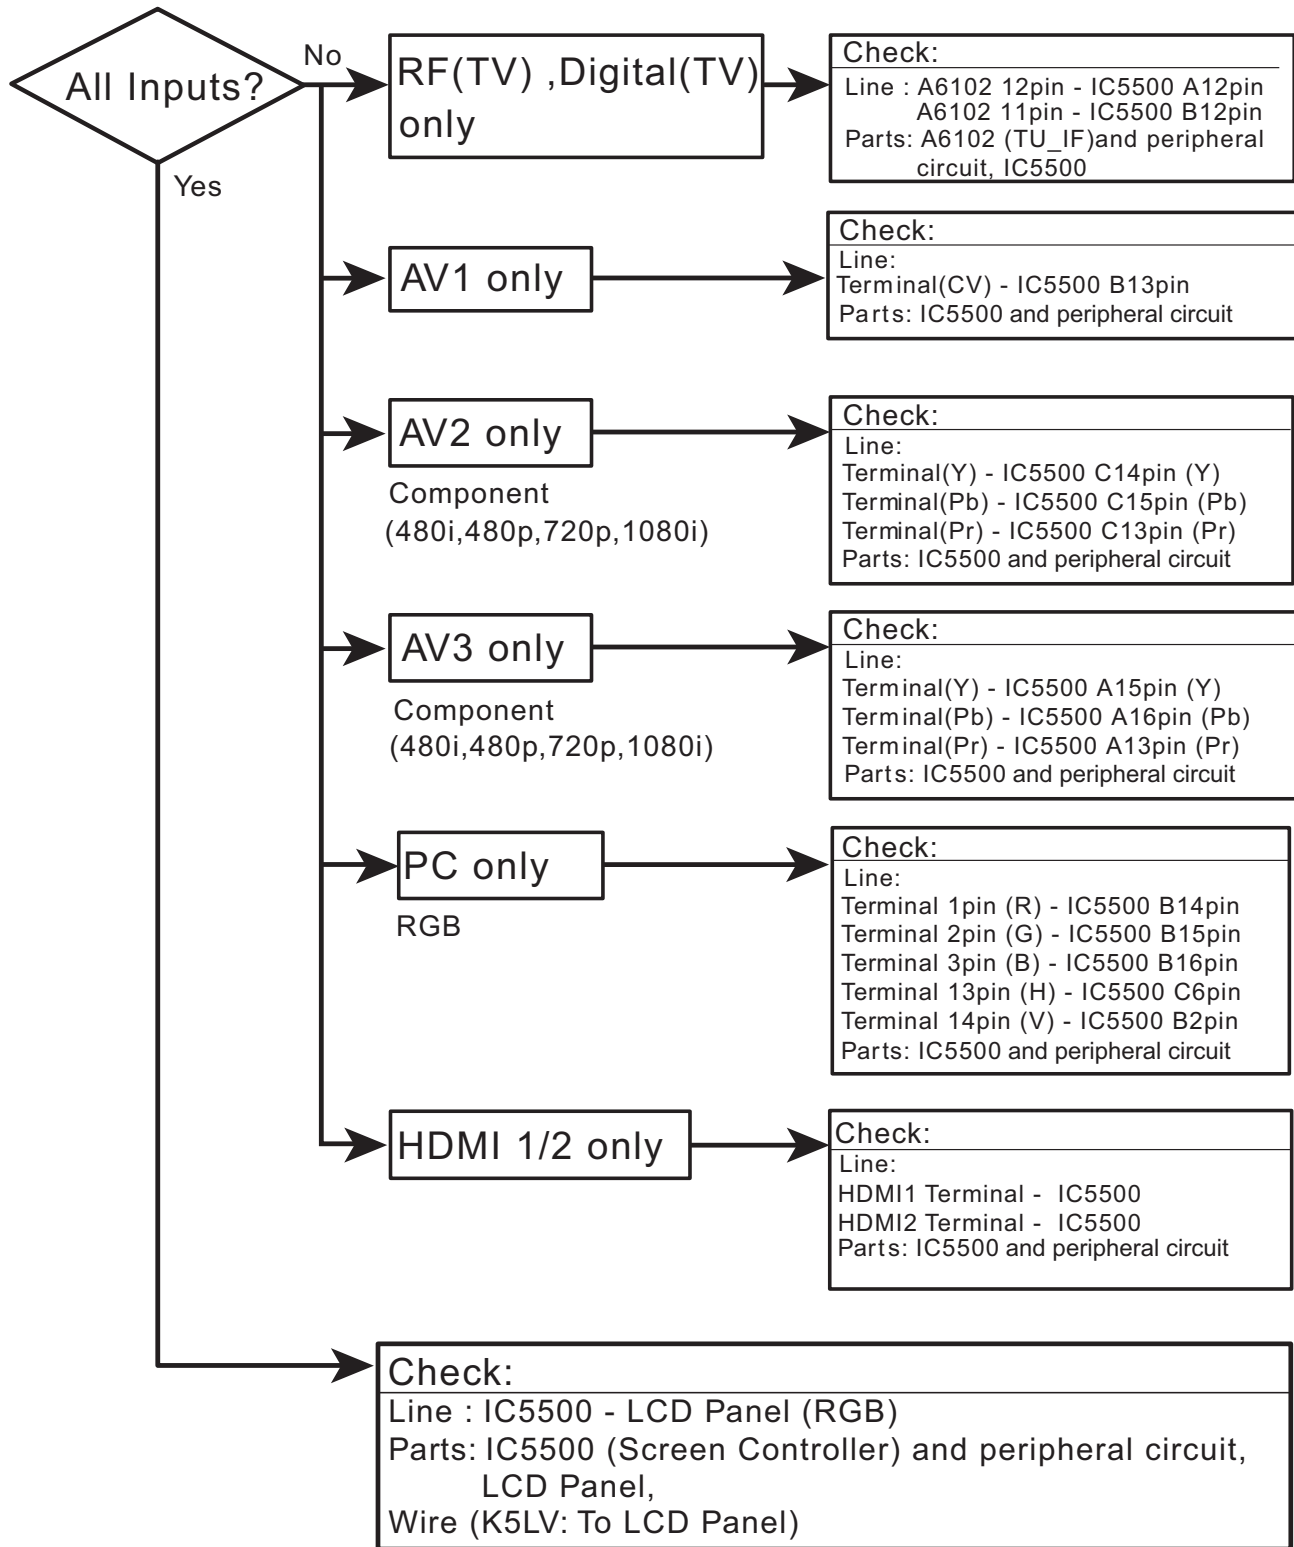 All Inputs?
No
Yes
RF(TV) ,Digital(TV)
only
Check:
Line : A6102 12pin - IC5500 A12pin
A6102 11pin - IC5500 B12pin
Parts: A6102 (TU_IF)and peripheral
circuit, IC5500
AV1 only
Check:
Line:
Terminal(CV) - IC5500 B13pin
Parts: IC5500 and peripheral circuit
AV2 only
Component
(480i,480p,720p,1080i)
Check:
Line:
Terminal(Y) - IC5500 C14pin (Y)
Terminal(Pb) - IC5500 C15pin (Pb)
Terminal(Pr) - IC5500 C13pin (Pr)
Parts: IC5500 and peripheral circuit
AV3 only
Component
(480i,480p,720p,1080i)
Check:
Line:
Terminal(Y) - IC5500 A15pin (Y)
Terminal(Pb) - IC5500 A16pin (Pb)
Terminal(Pr) - IC5500 A13pin (Pr)
Parts: IC5500 and peripheral circuit
PC only
RGB
Check:
Line:
Terminal 1pin (R) - IC5500 B14pin
Terminal 2pin (G) - IC5500 B15pin
Terminal 3pin (B) - IC5500 B16pin
Terminal 13pin (H) - IC5500 C6pin
Terminal 14pin (V) - IC5500 B2pin
Parts: IC5500 and peripheral circuit
HDMI 1/2 only
Check:
Line:
HDMI1 Terminal - IC5500
HDMI2 Terminal - IC5500
Parts: IC5500 and peripheral circuit
Check:
Line : IC5500 - LCD Panel (RGB)
Parts: IC5500 (Screen Controller) and peripheral circuit,
LCD Panel,
Wire (K5LV: To LCD Panel)